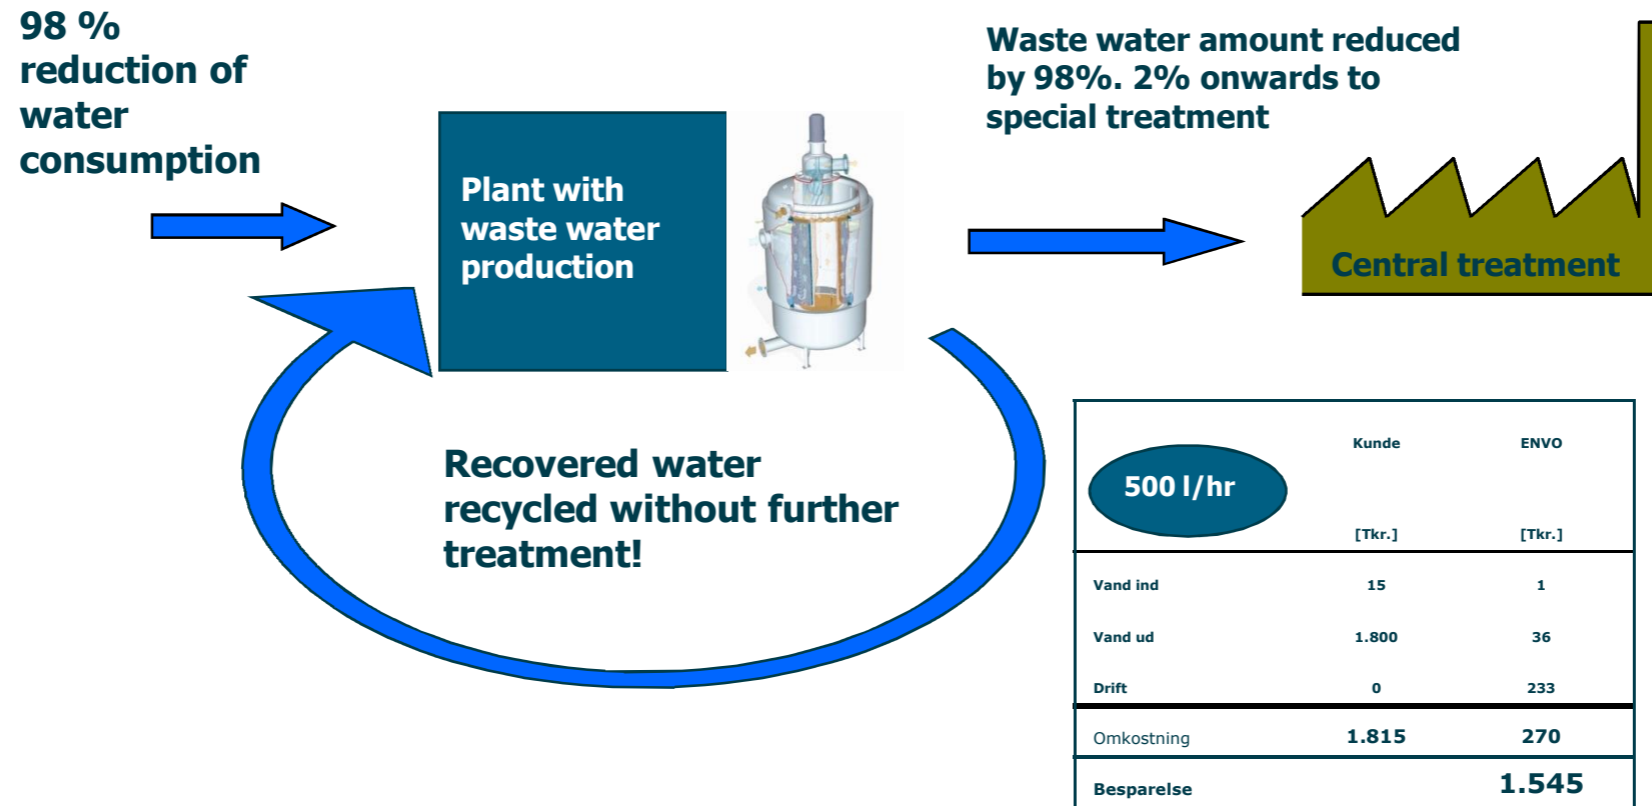 98 %
reduction of
water
consumption
Waste water amount reduced
by 98%. 2% onwards to
special treatment
Plant with
waste water
production
Central treatment
Recovered water
recycled without further
treatment!
500 l/hr
Kunde ENVO
[Tkr.] [Tkr.]
Vand ind 15 1
Vand ud 1.800 36
Drift 0 233
Omkostning 1.815 270
Besparelse 1.545